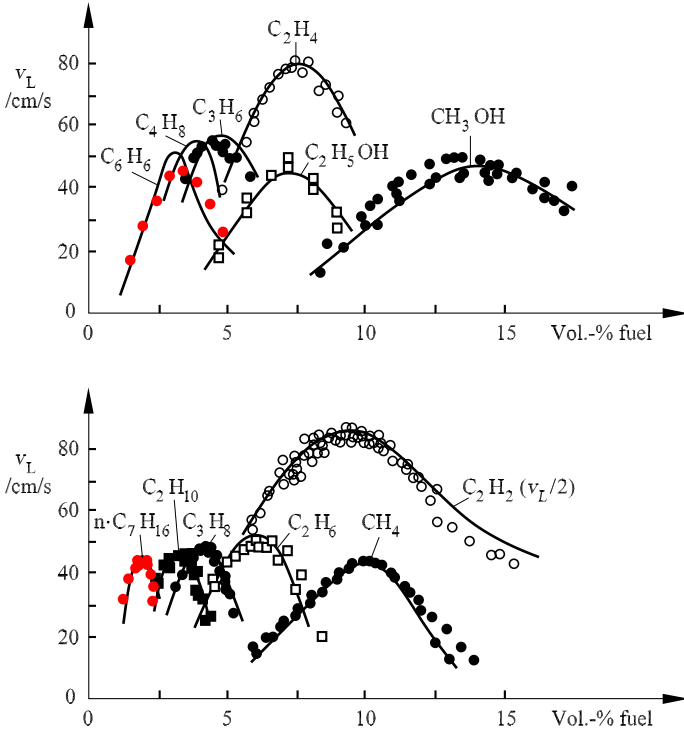 C2H4
80
vL
/cm/s
C3H6
CH3OH
60
C4H8
C6H6
C2H5OH
40
20
0
0 5 10 15 Vol.-% fuel
80
vL
/cm/s
C2H2 (vL/2)
C2H10
60
n·C7H16 C3H8 C2H6 CH4
40
20
0
0 5 10 15 Vol.-% fuel